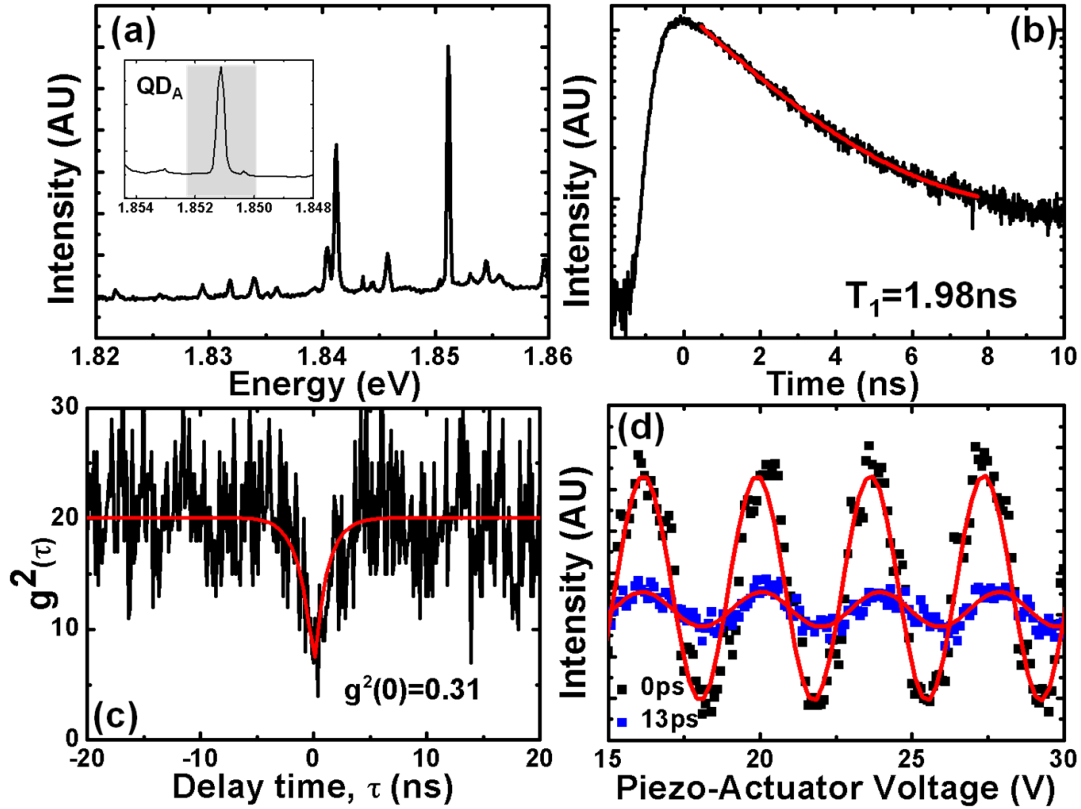 (a)
Intensity (AU)
QD_A
1.854 1.852 1.850 1.848
1.82 1.83 1.84 1.85 1.86
Energy (eV)
(b)
Intensity (AU)
T_1=1.98ns
0 2 4 6 8 10
Time (ns)
(c)
g^2(τ)
30
20
10
0
g^2(0)=0.31
-20 -10 0 10 20
Delay time, τ (ns)
(d)
Intensity (AU)
0ps
13ps
15 20 25 30
Piezo-Actuator Voltage (V)